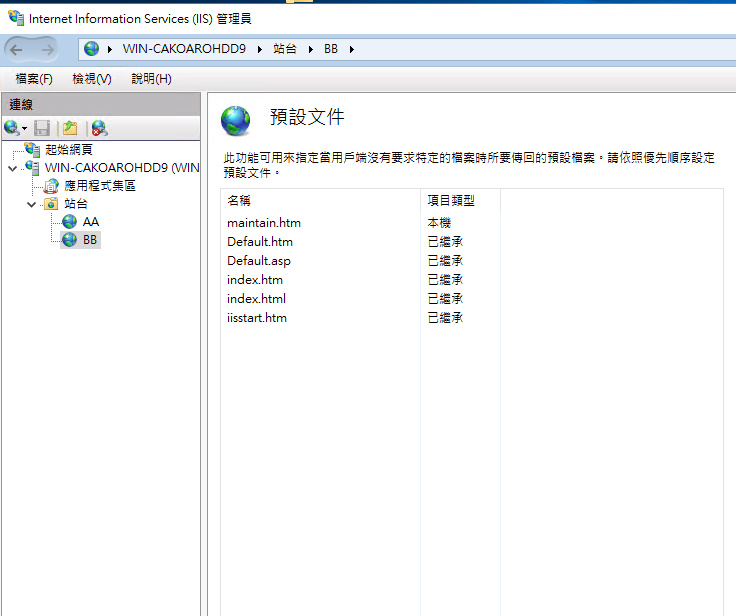 Internet Information Services (IIS) 管理員
WIN-CAKOAROHDD9 站台 BB
檔案(F) 檢視(V) 說明(H)
連線
起始網頁
WIN-CAKOAROHDD9 (WIN
應用程式集區
站台
AA
BB
預設文件
此功能可用來指定當用戶端沒有要求特定的檔案時所要傳回的預設檔案。請依照優先順序設定
預設文件。
名稱 項目類型
maintain.htm 本機
Default.htm 已繼承
Default.asp 已繼承
index.htm 已繼承
index.html 已繼承
iisstart.htm 已繼承